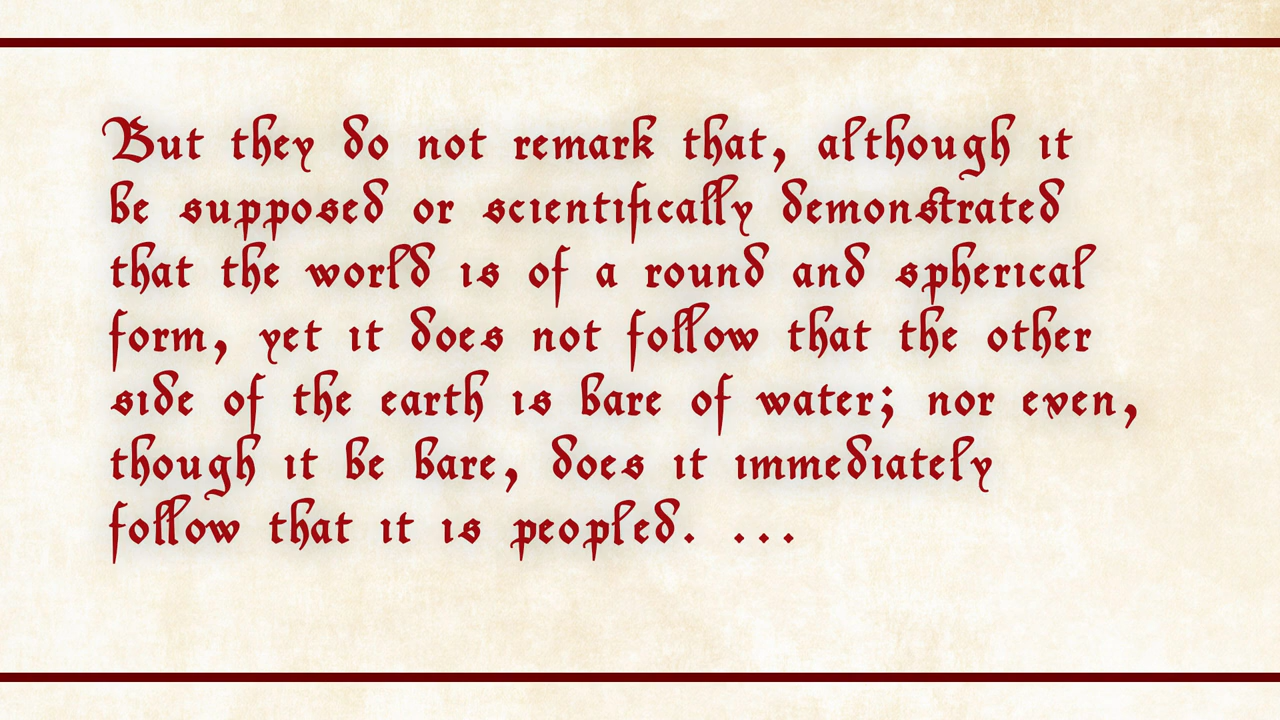 But they do not remark that, although it
be supposed or scientifically demonstrated
that the world is of a round and spherical
form, yet it does not follow that the other
side of the earth is bare of water; nor even,
though it be bare, does it immediately
follow that it is peopled. ...